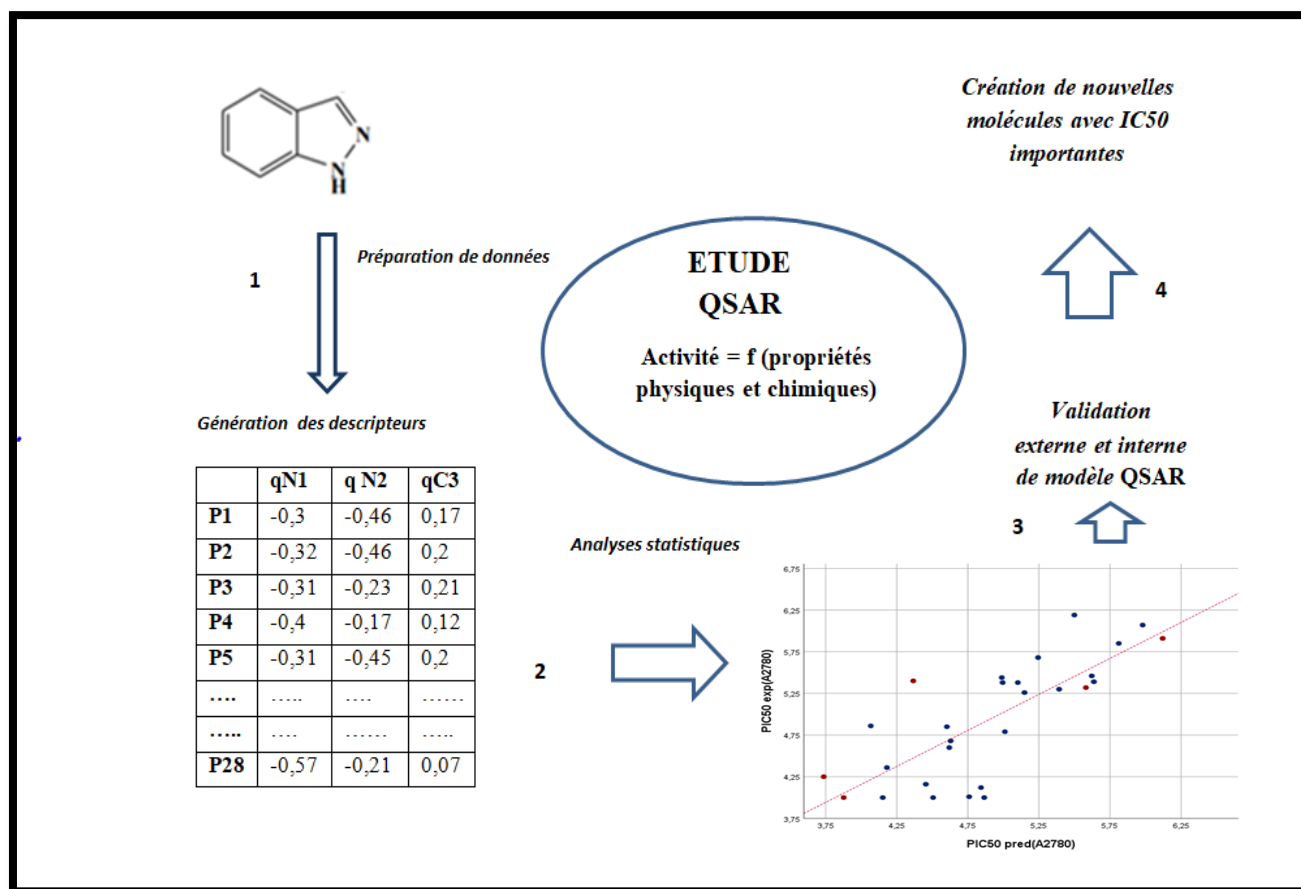 N
N
H
1
Préparation de données
Génération des descripteurs
qN1 q N2 qC3
P1 -0,3 -0,46 0,17
P2 -0,32 -0,46 0,2
P3 -0,31 -0,23 0,21
P4 -0,4 -0,17 0,12
P5 -0,31 -0,45 0,2
.... ..... .... ......
..... .... ...... .....
P28 -0,57 -0,21 0,07
ETUDE
QSAR
Activité = f (propriétés
physiques et chimiques)
Analyses statistiques
2
6,75
6,25
5,75
5,25
4,75
4,25
3,75
PIC50 exp(A2780)
3,75 4,25 4,75 5,25 5,75 6,25
PIC50 pred(A2780)
3
Validation
externe et interne
de modèle QSAR
4
Création de nouvelles
molécules avec IC50
importantes